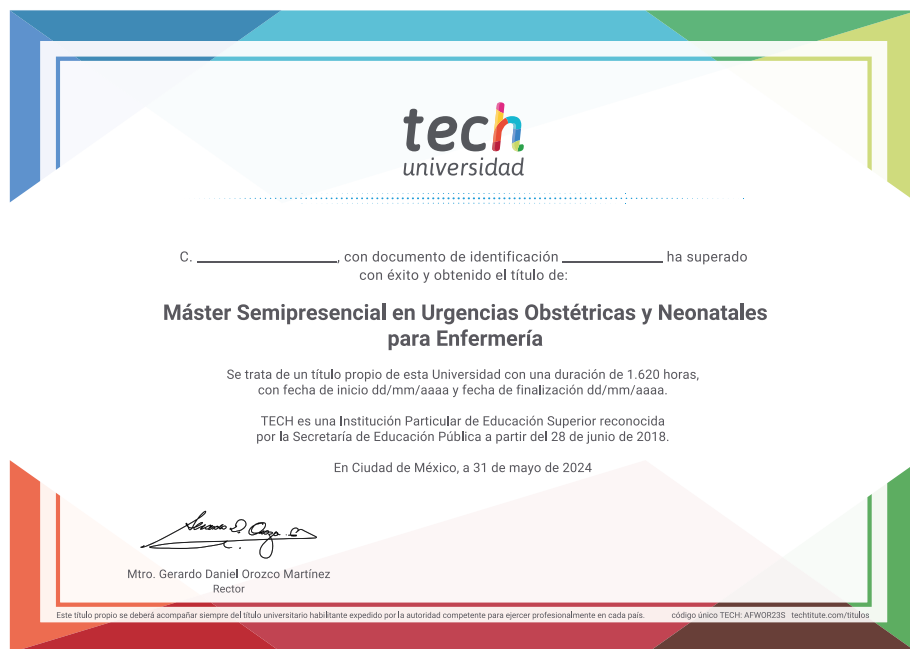 tech
universidad
C. ____________________, con documento de identificación ______________ ha superado
con éxito y obtenido el título de:
Máster Semipresencial en Urgencias Obstétricas y Neonatales
para Enfermería
Se trata de un título propio de esta Universidad con una duración de 1.620 horas,
con fecha de inicio dd/mm/aaaa y fecha de finalización dd/mm/aaaa.
TECH es una Institución Particular de Educación Superior reconocida
por la Secretaría de Educación Pública a partir del 28 de junio de 2018.
En Ciudad de México, a 31 de mayo de 2024
Mtro. Gerardo Daniel Orozco Martínez
Rector
Este título propio se deberá acompañar siempre del título universitario habilitante expedido por la autoridad competente para ejercer profesionalmente en cada país. código único TECH: AFWOR23S techtitute.com/titulos